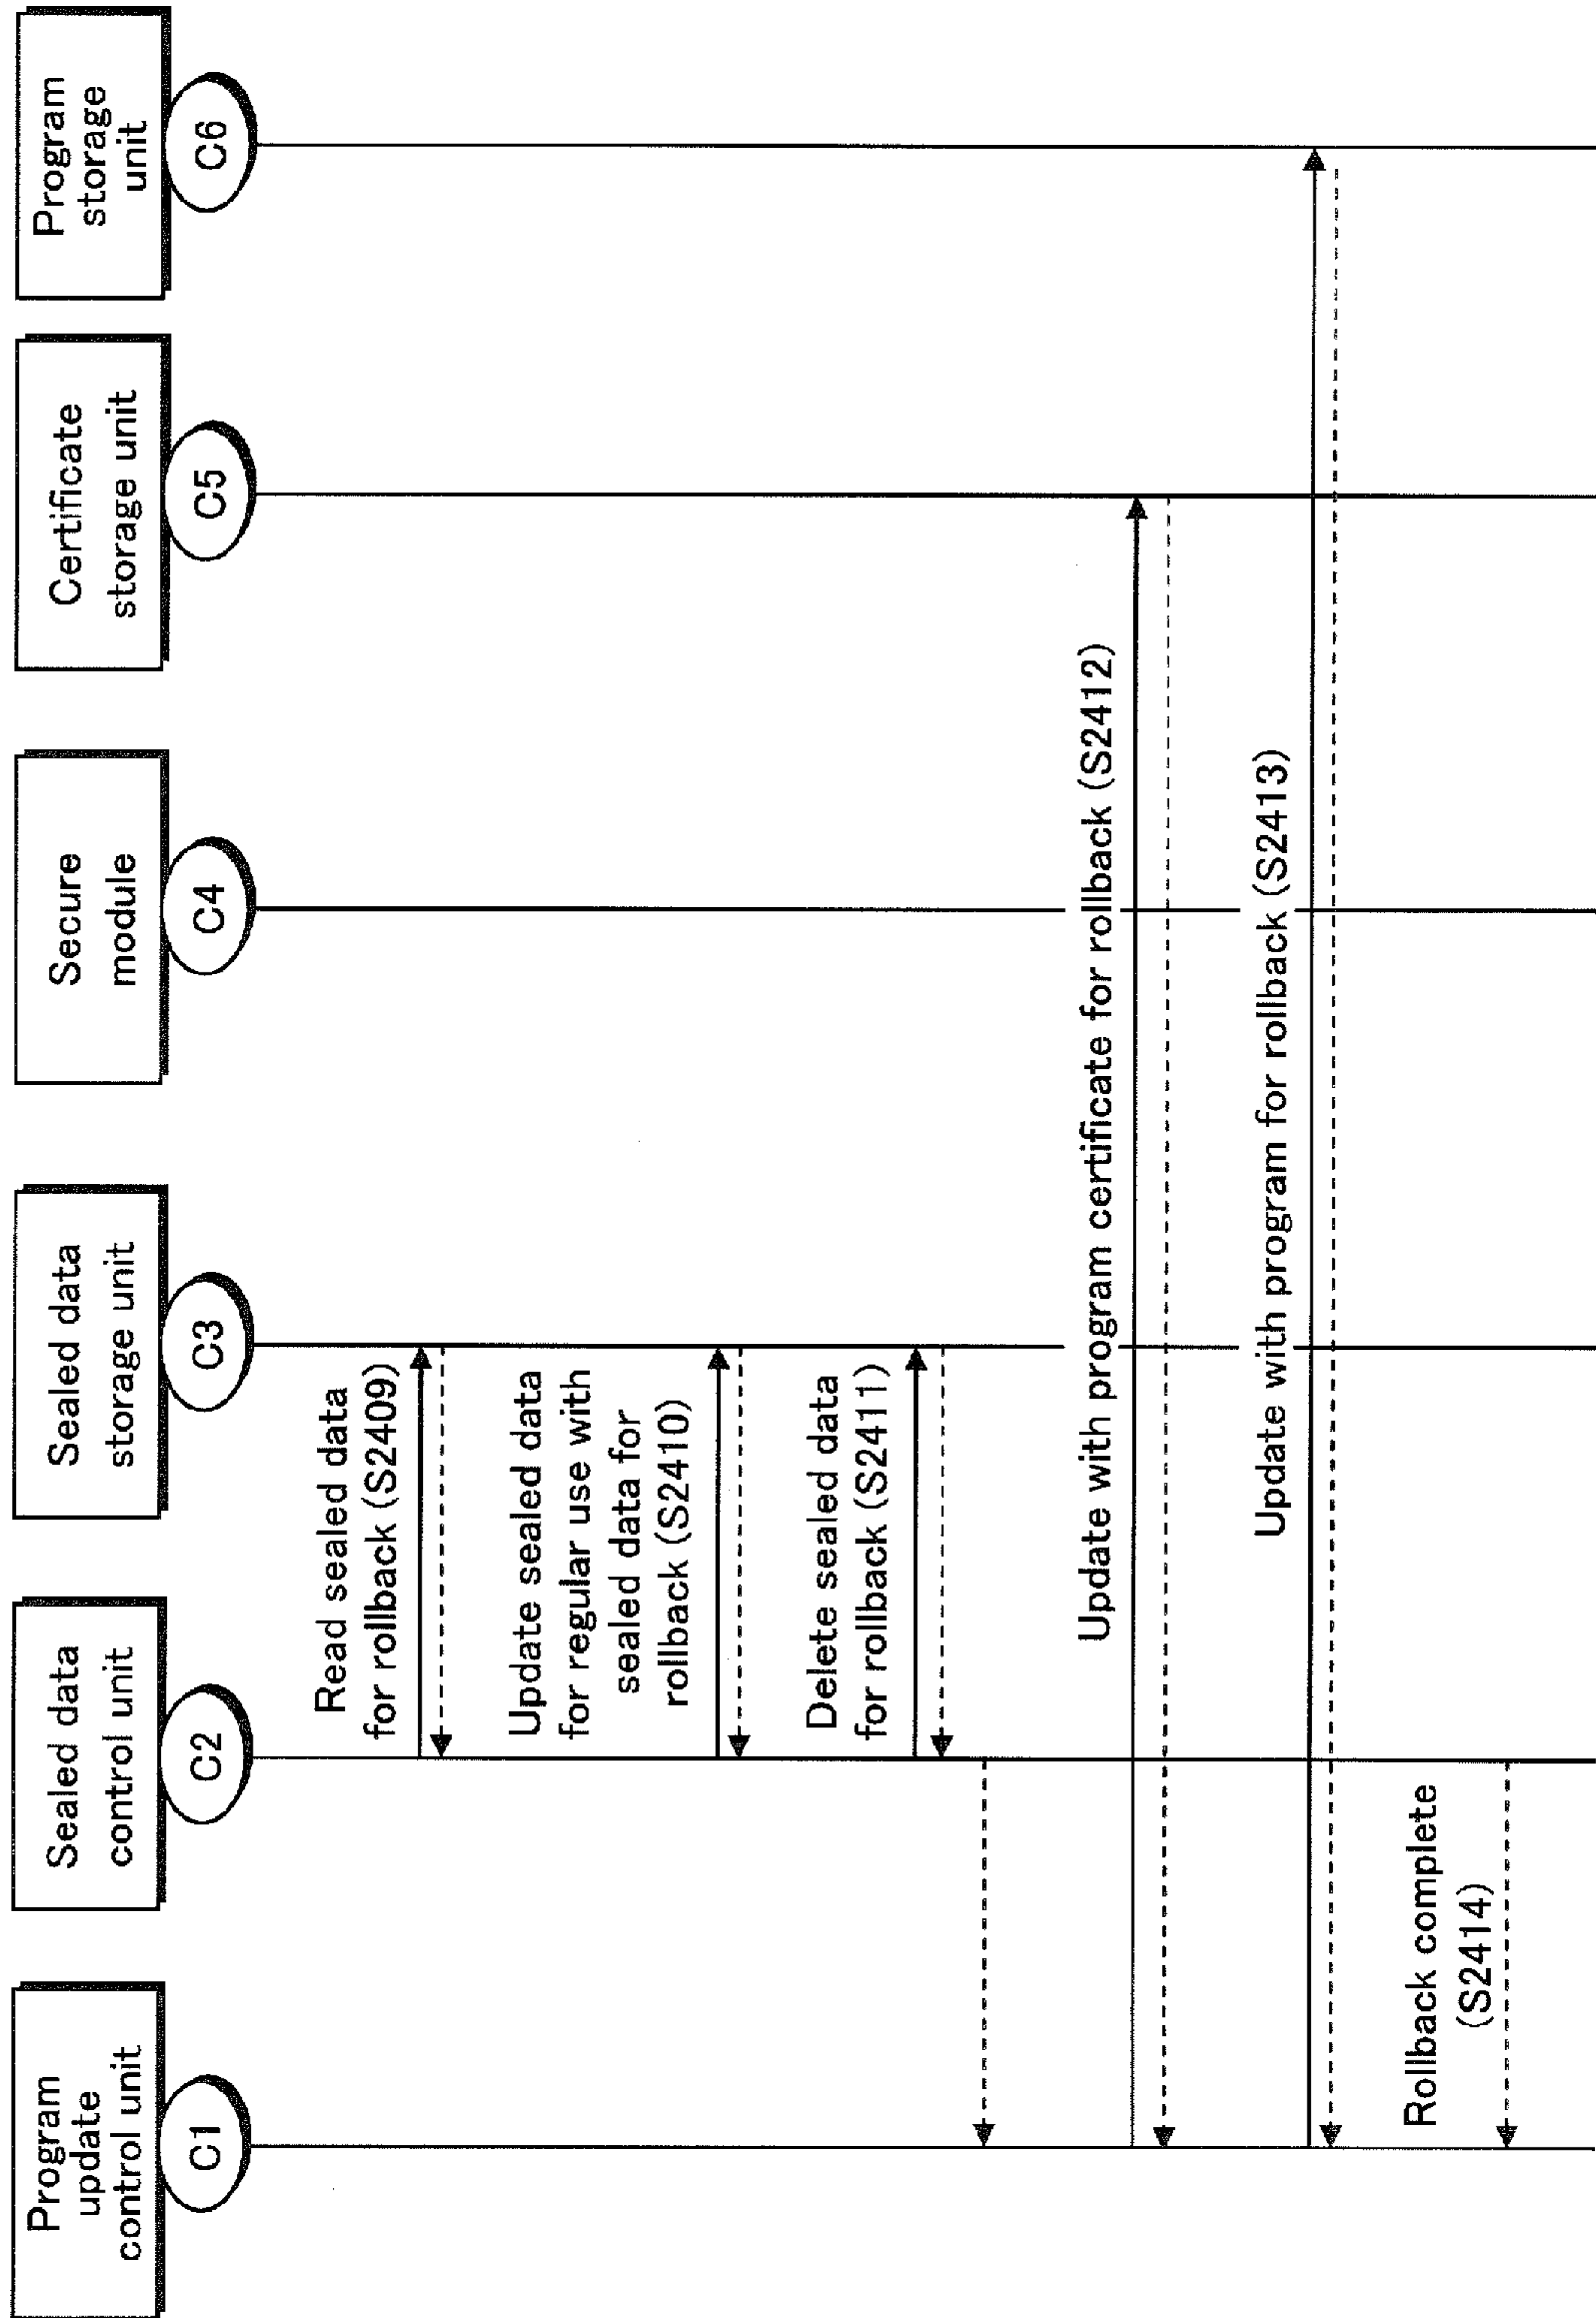 Program
update
control unit
C1
Sealed data
control unit
C2
Sealed data
storage unit
C3
Secure
module
C4
Certificate
storage unit
C5
Program
storage
unit
C6
Read sealed data
for rollback (S2409)
Update sealed data
for regular use with
sealed data for
rollback (S2410)
Delete sealed data
for rollback (S2411)
Update with program certificate for rollback (S2412)
Update with program for rollback (S2413)
Rollback complete
(S2414)